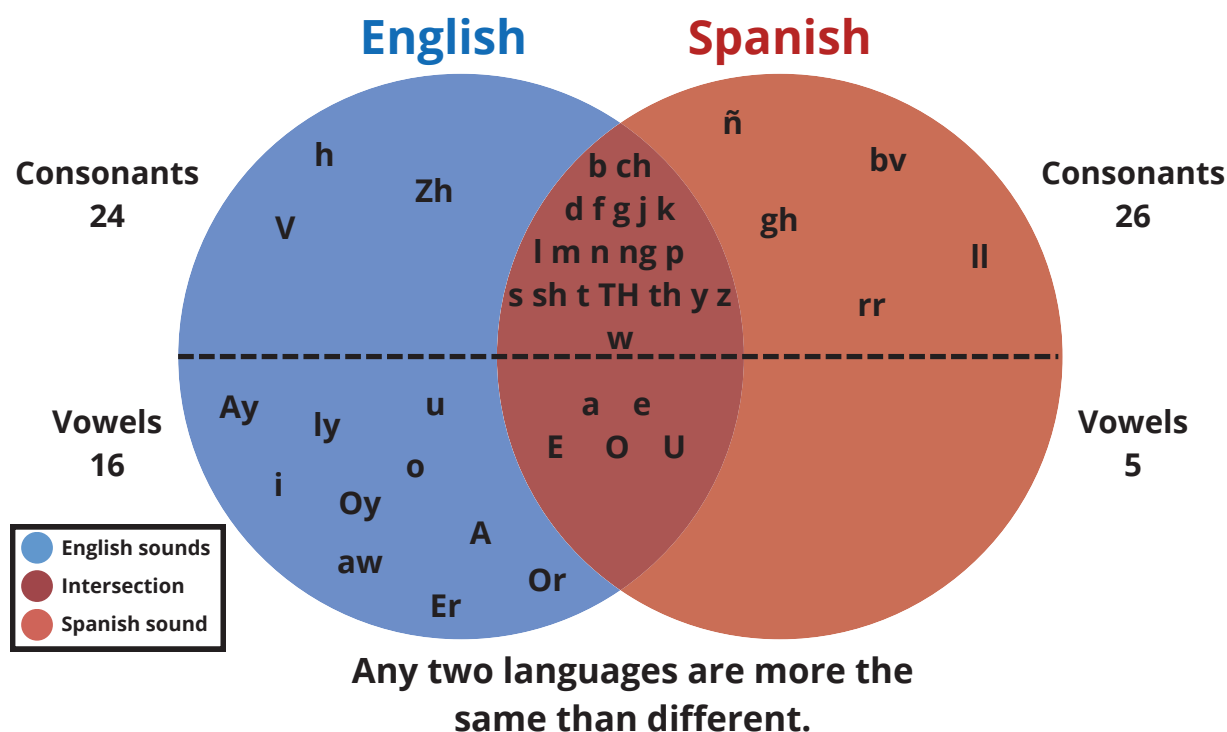 English
Spanish
Consonants
24
h
Zh
V
b ch
d f g j k
l m n ng p
s sh t TH th y z
w
ñ
bv
gh
ll
rr
Consonants
26
Vowels
16
Ay
ly
u
i
o
Oy
A
aw
Or
Er
a e
E O U
Vowels
5
English sounds
Intersection
Spanish sound
Any two languages are more the
same than different.